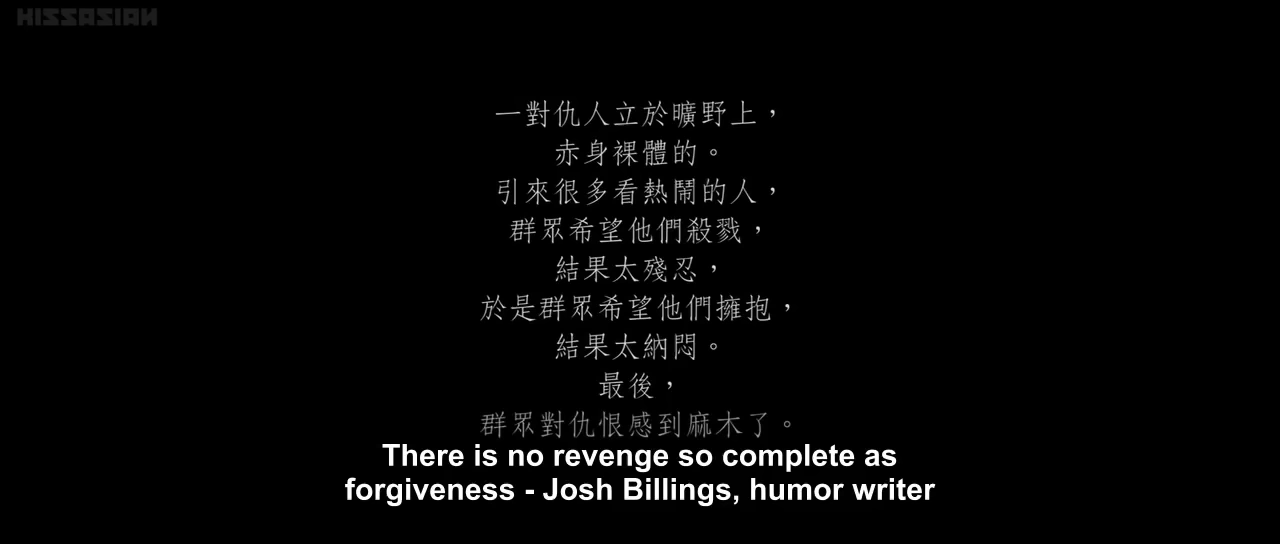 KISSASIAN
一對仇人立於曠野上，
赤身裸體的。
引來很多看熱鬧的人，
群眾希望他們殺戮，
結果太殘忍，
於是群眾希望他們擁抱，
結果太納悶。
最後，
群眾對仇恨感到麻木了。
There is no revenge so complete as
forgiveness - Josh Billings, humor writer